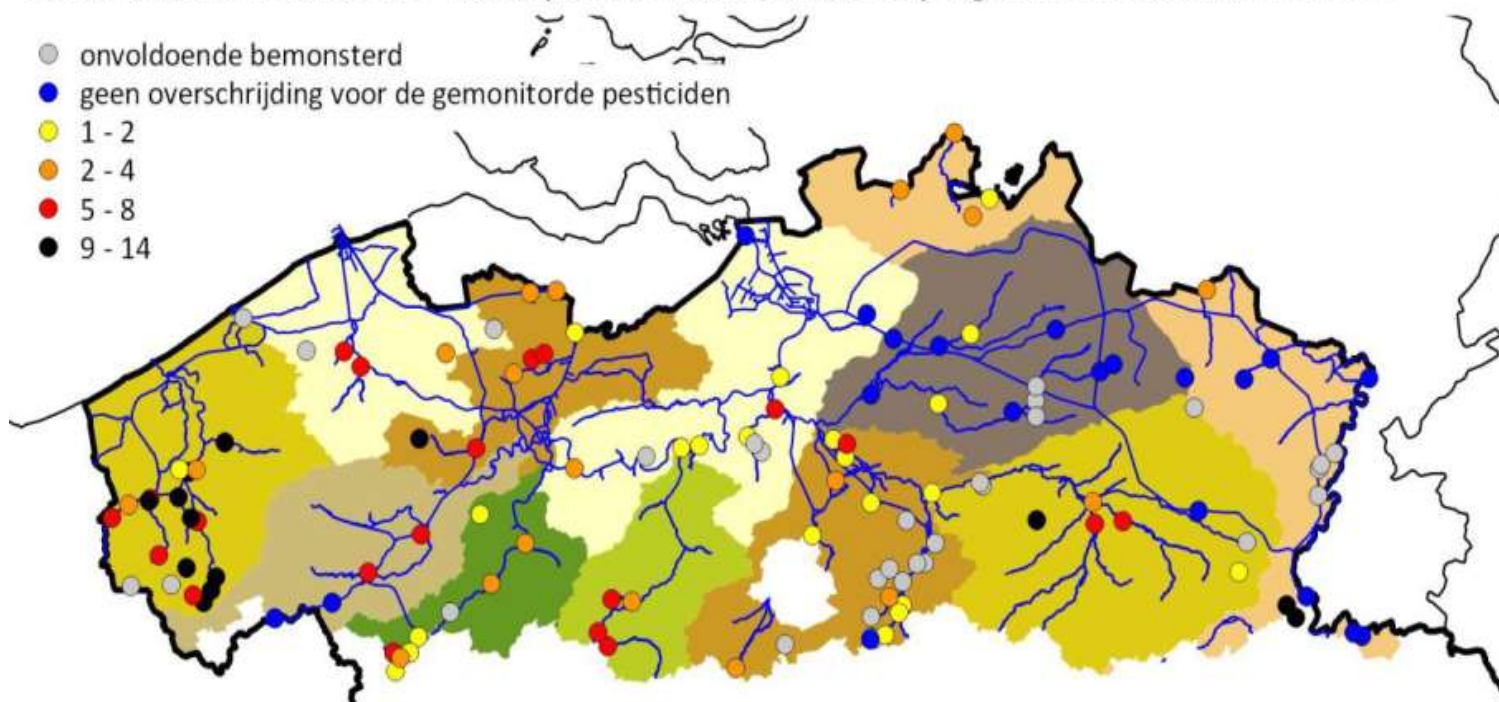 onvoldoende bemonsterd
geen overschrijding voor de gemonitorde pesticiden
1 - 2
2 - 4
5 - 8
9 - 14